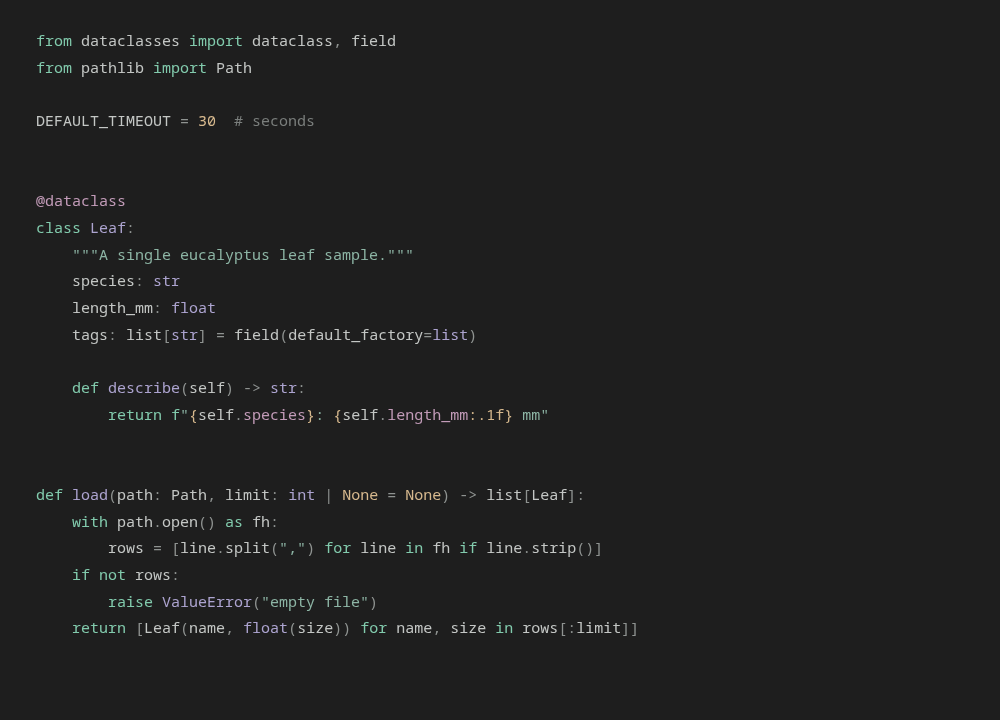 from dataclasses import dataclass, field
from pathlib import Path
DEFAULT_TIMEOUT = 30  # seconds
@dataclass
class Leaf:
    """A single eucalyptus leaf sample."""
    species: str
    length_mm: float
    tags: list[str] = field(default_factory=list)
    def describe(self) -> str:
        return f"{self.species}: {self.length_mm:.1f} mm"
def load(path: Path, limit: int | None = None) -> list[Leaf]:
    with path.open() as fh:
        rows = [line.split(",") for line in fh if line.strip()]
    if not rows:
        raise ValueError("empty file")
    return [Leaf(name, float(size)) for name, size in rows[:limit]]